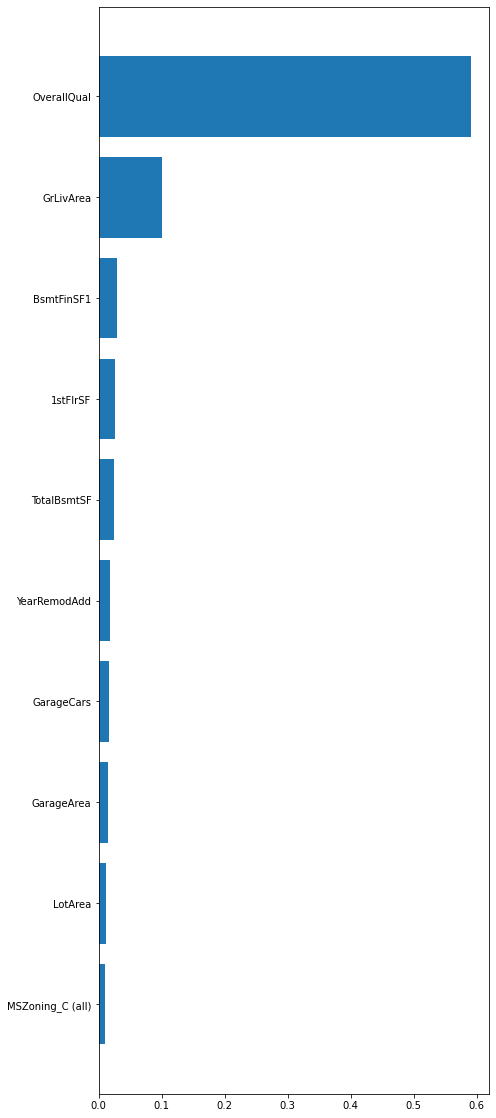 OverallQual
GrLivArea
BsmtFinSF1
1stFlrSF
TotalBsmtSF
YearRemodAdd
GarageCars
GarageArea
LotArea
MSZoning_C (all)
0.0 0.1 0.2 0.3 0.4 0.5 0.6